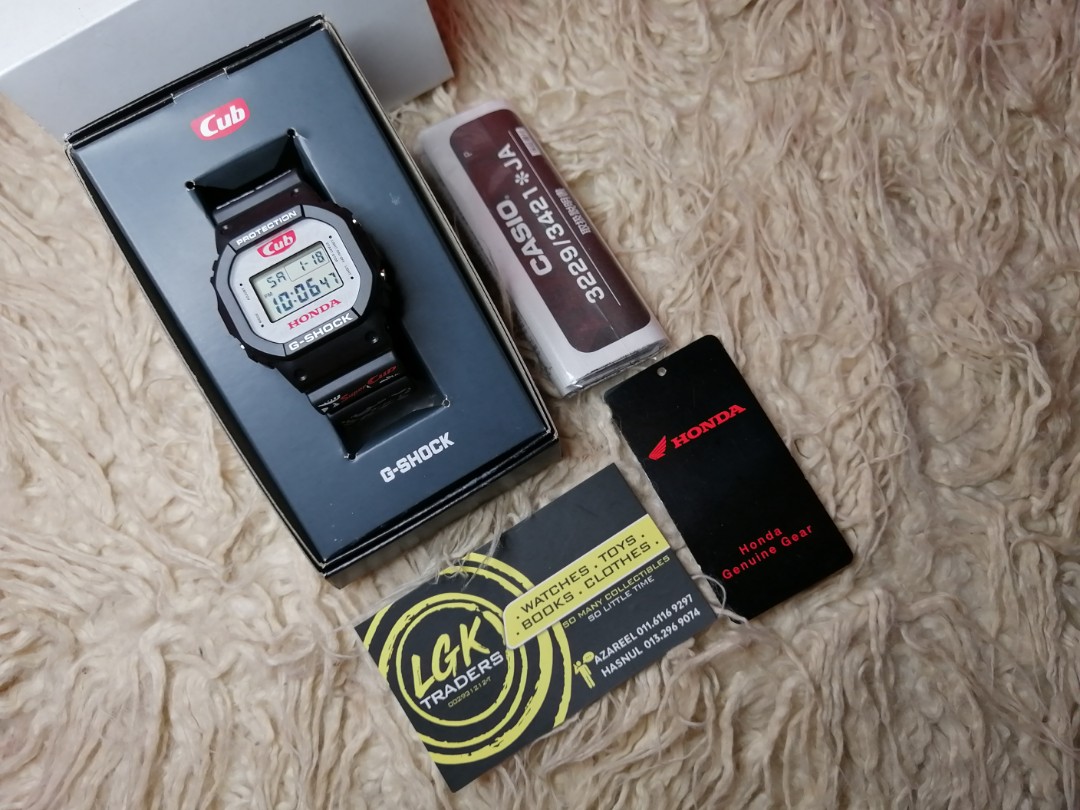 Cub
PROTECTION
Cub
SA 1-18
10:06 47
HONDA
G-SHOCK
Super Cub
G-SHOCK
CASIO
3229/3421*JA
HONDA
Honda
Genuine Gear
WATCHES . TOYS .
. BOOKS . CLOTHES .
SO MANY COLLECTIBLES
SO LITTLE TIME
AZAREEL 011.6116 9297
HASNUL 013.296 9074
LGK
TRADERS